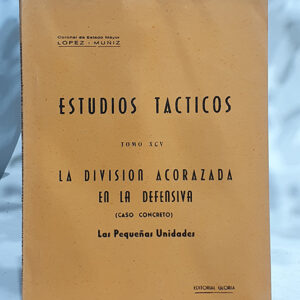 Coronel de Estado Mayor
LOPEZ - MUÑIZ
ESTUDIOS TACTICOS
TOMO XCV
LA DIVISION ACORAZADA
EN LA DEFENSIVA
(CASO CONCRETO)
Las Pequeñas Unidades
EDITORIAL GLORIA